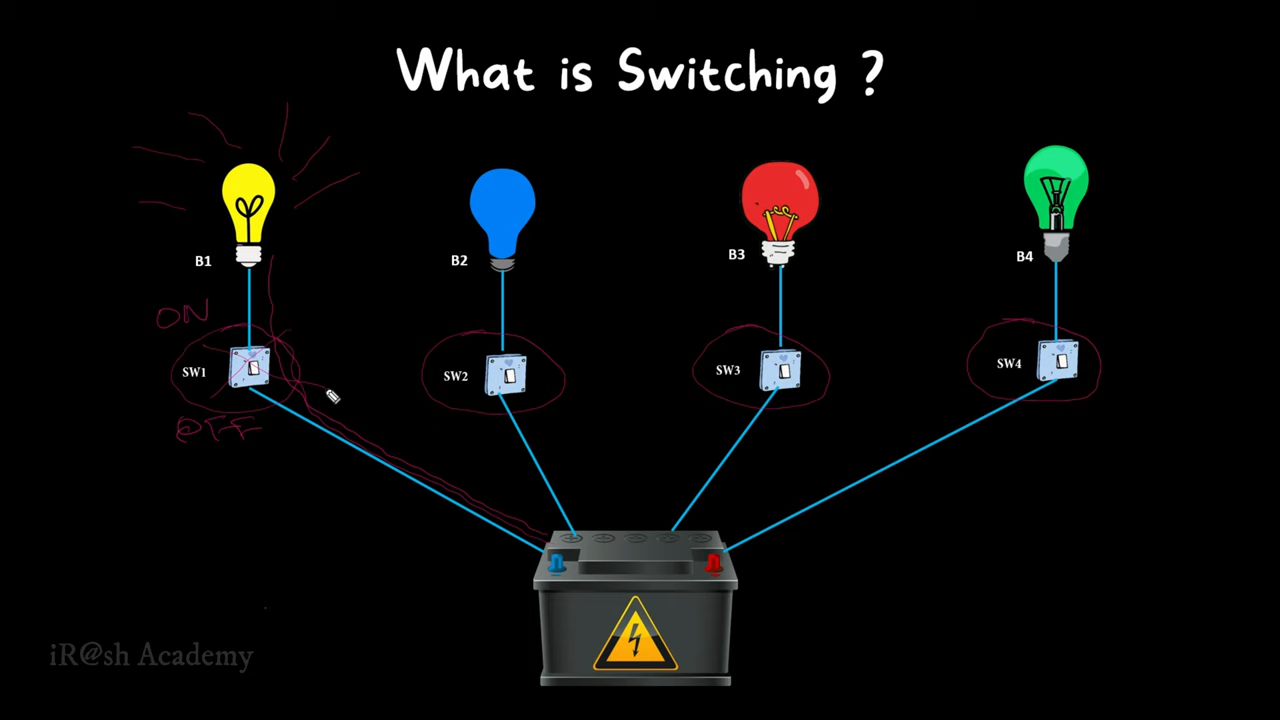 What is Switching ?
B1
B2
B3
B4
ON
SW1
SW2
SW3
SW4
OFF
iR@sh Academy